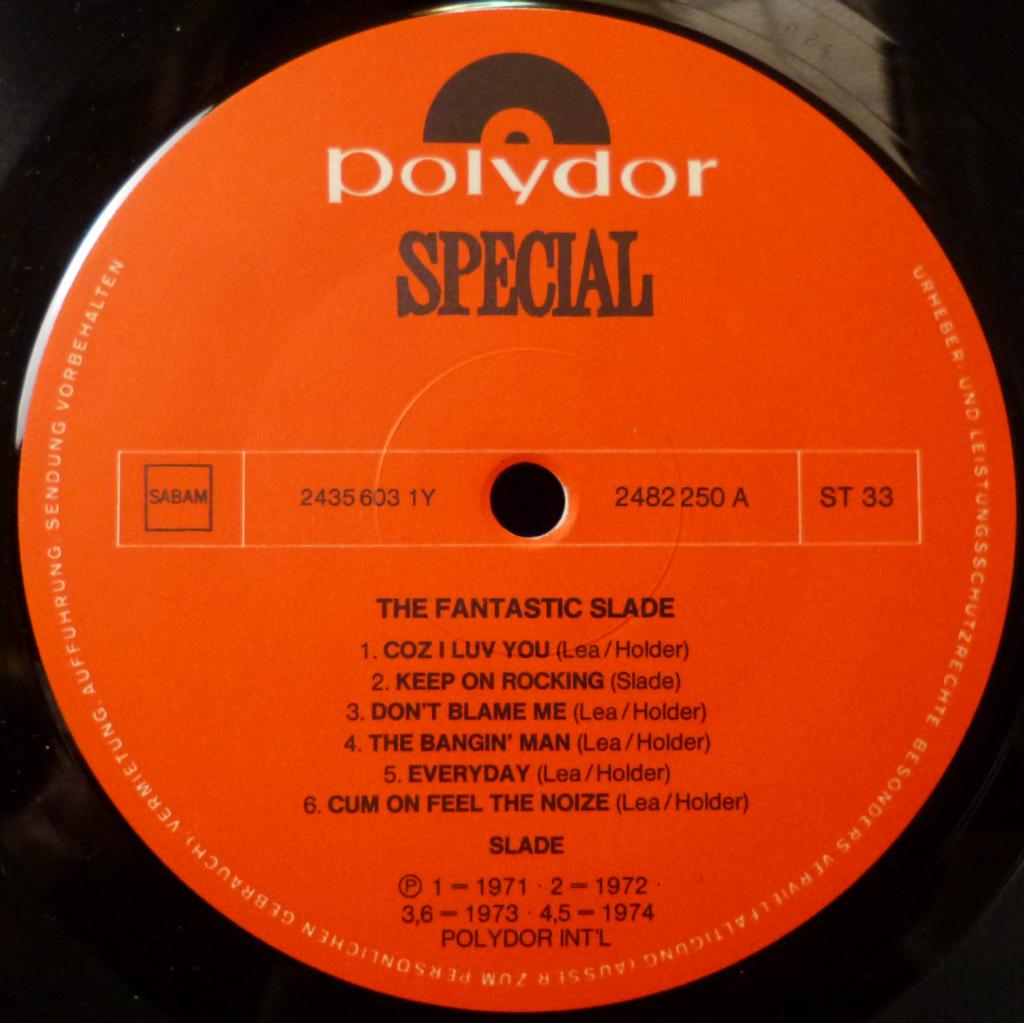 polydor
SPECIAL
SABAM
2435 603 1Y
2482 250 A
ST 33
THE FANTASTIC SLADE
1. COZ I LUV YOU (Lea/Holder)
2. KEEP ON ROCKING (Slade)
3. DON'T BLAME ME (Lea/Holder)
4. THE BANGIN' MAN (Lea/Holder)
5. EVERYDAY (Lea/Holder)
6. CUM ON FEEL THE NOIZE (Lea/Holder)
SLADE
℗ 1 – 1971 · 2 – 1972 ·
3,6 – 1973 · 4,5 – 1974
POLYDOR INT'L
URHEBER- UND LEISTUNGSSCHUTZRECHTE, BESONDERS VERVIELFÄLTIGUNG (AUSSER ZUM PERSÖNLICHEN GEBRAUCH), VERMIETUNG, AUFFÜHRUNG, SENDUNG VORBEHALTEN